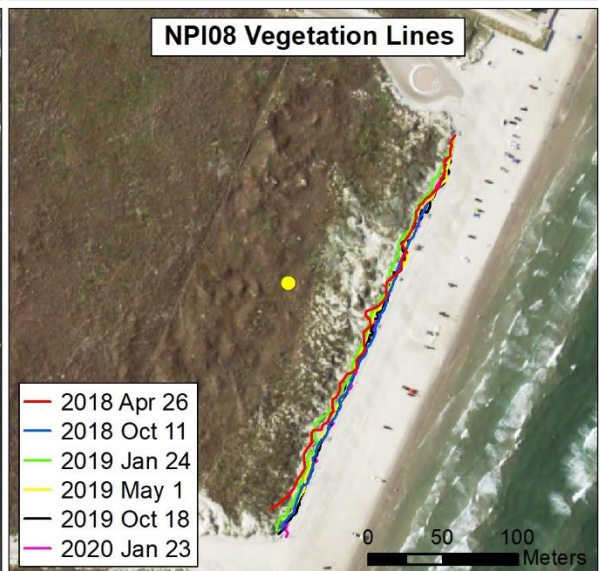 NPI08 Vegetation Lines
2018 Apr 26
2018 Oct 11
2019 Jan 24
2019 May 1
2019 Oct 18
2020 Jan 23
0 50 100
Meters